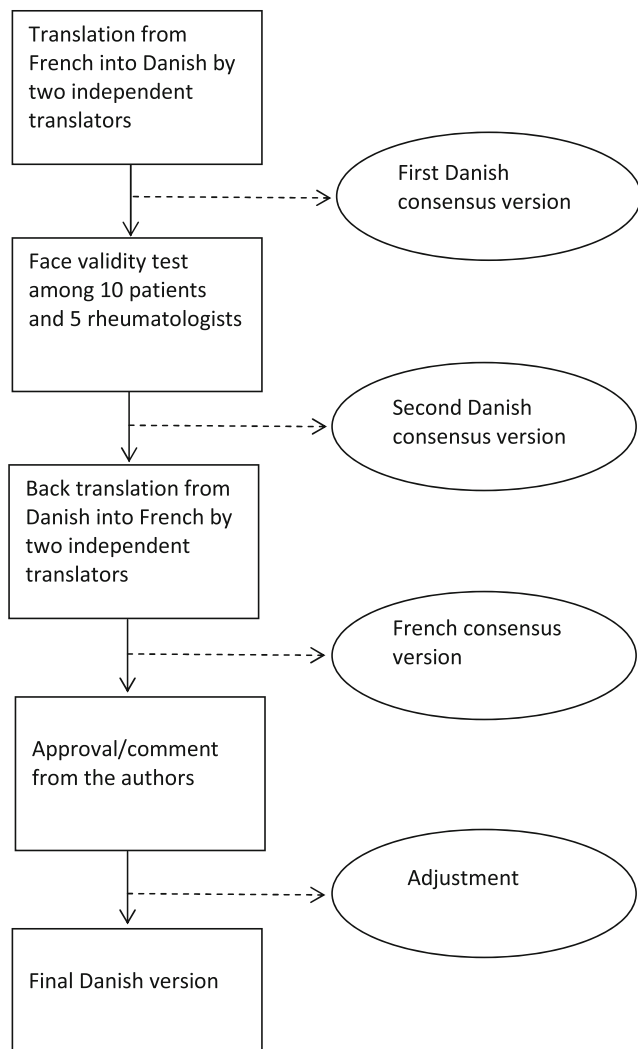 Translation from
French into Danish by
two independent
translators
First Danish
consensus version
Face validity test
among 10 patients
and 5 rheumatologists
Second Danish
consensus version
Back translation from
Danish into French by
two independent
translators
French consensus
version
Approval/comment
from the authors
Adjustment
Final Danish version